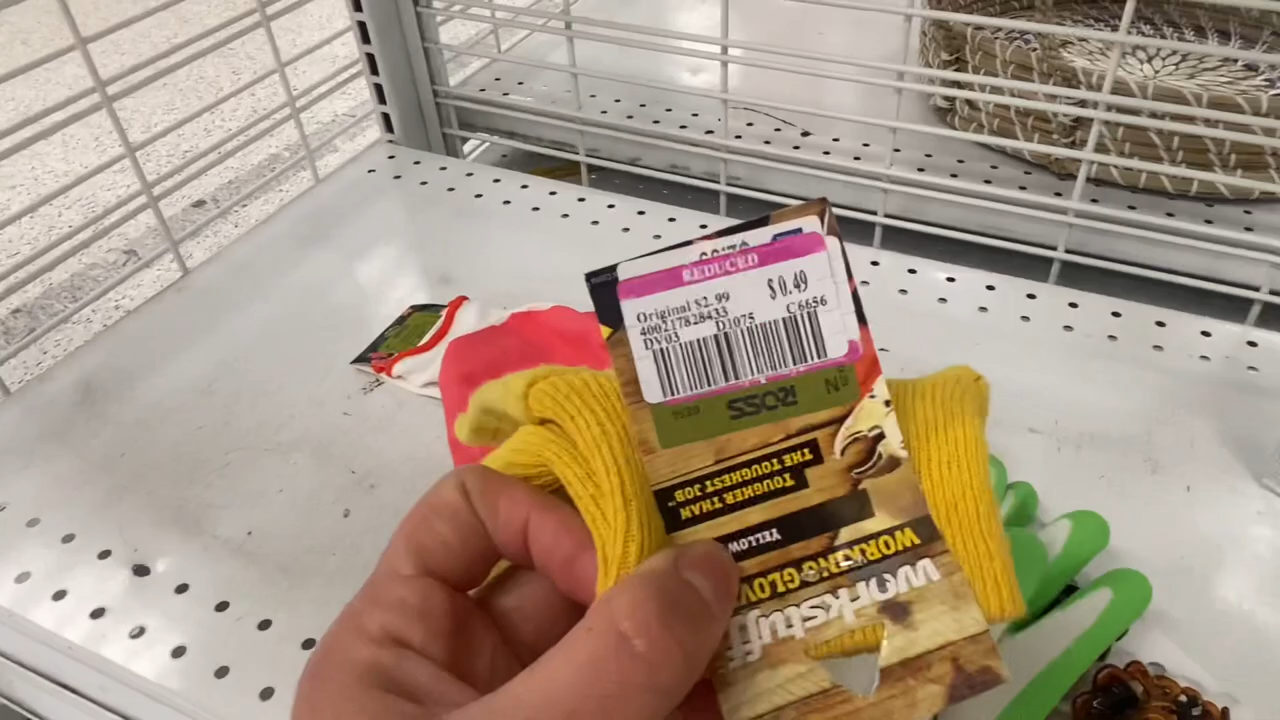 REDUCED
$0.49
Original $2.99
400217828433
DV03 D1075 C6656
ROSS
workstuff
WORKING GLOV
YELLOW
TOUGHER THAN
THE TOUGHEST JOB™